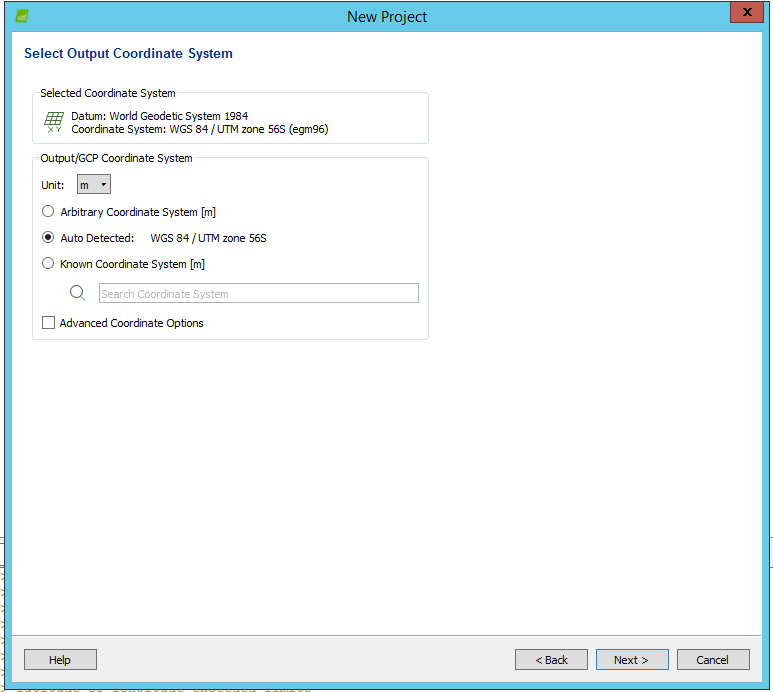 New Project
X
Select Output Coordinate System
Selected Coordinate System
XY
Datum: World Geodetic System 1984
Coordinate System: WGS 84 / UTM zone 56S (egm96)
Output/GCP Coordinate System
Unit: m
Arbitrary Coordinate System [m]
Auto Detected: WGS 84 / UTM zone 56S
Known Coordinate System [m]
Search Coordinate System
Advanced Coordinate Options
Help < Back Next > Cancel